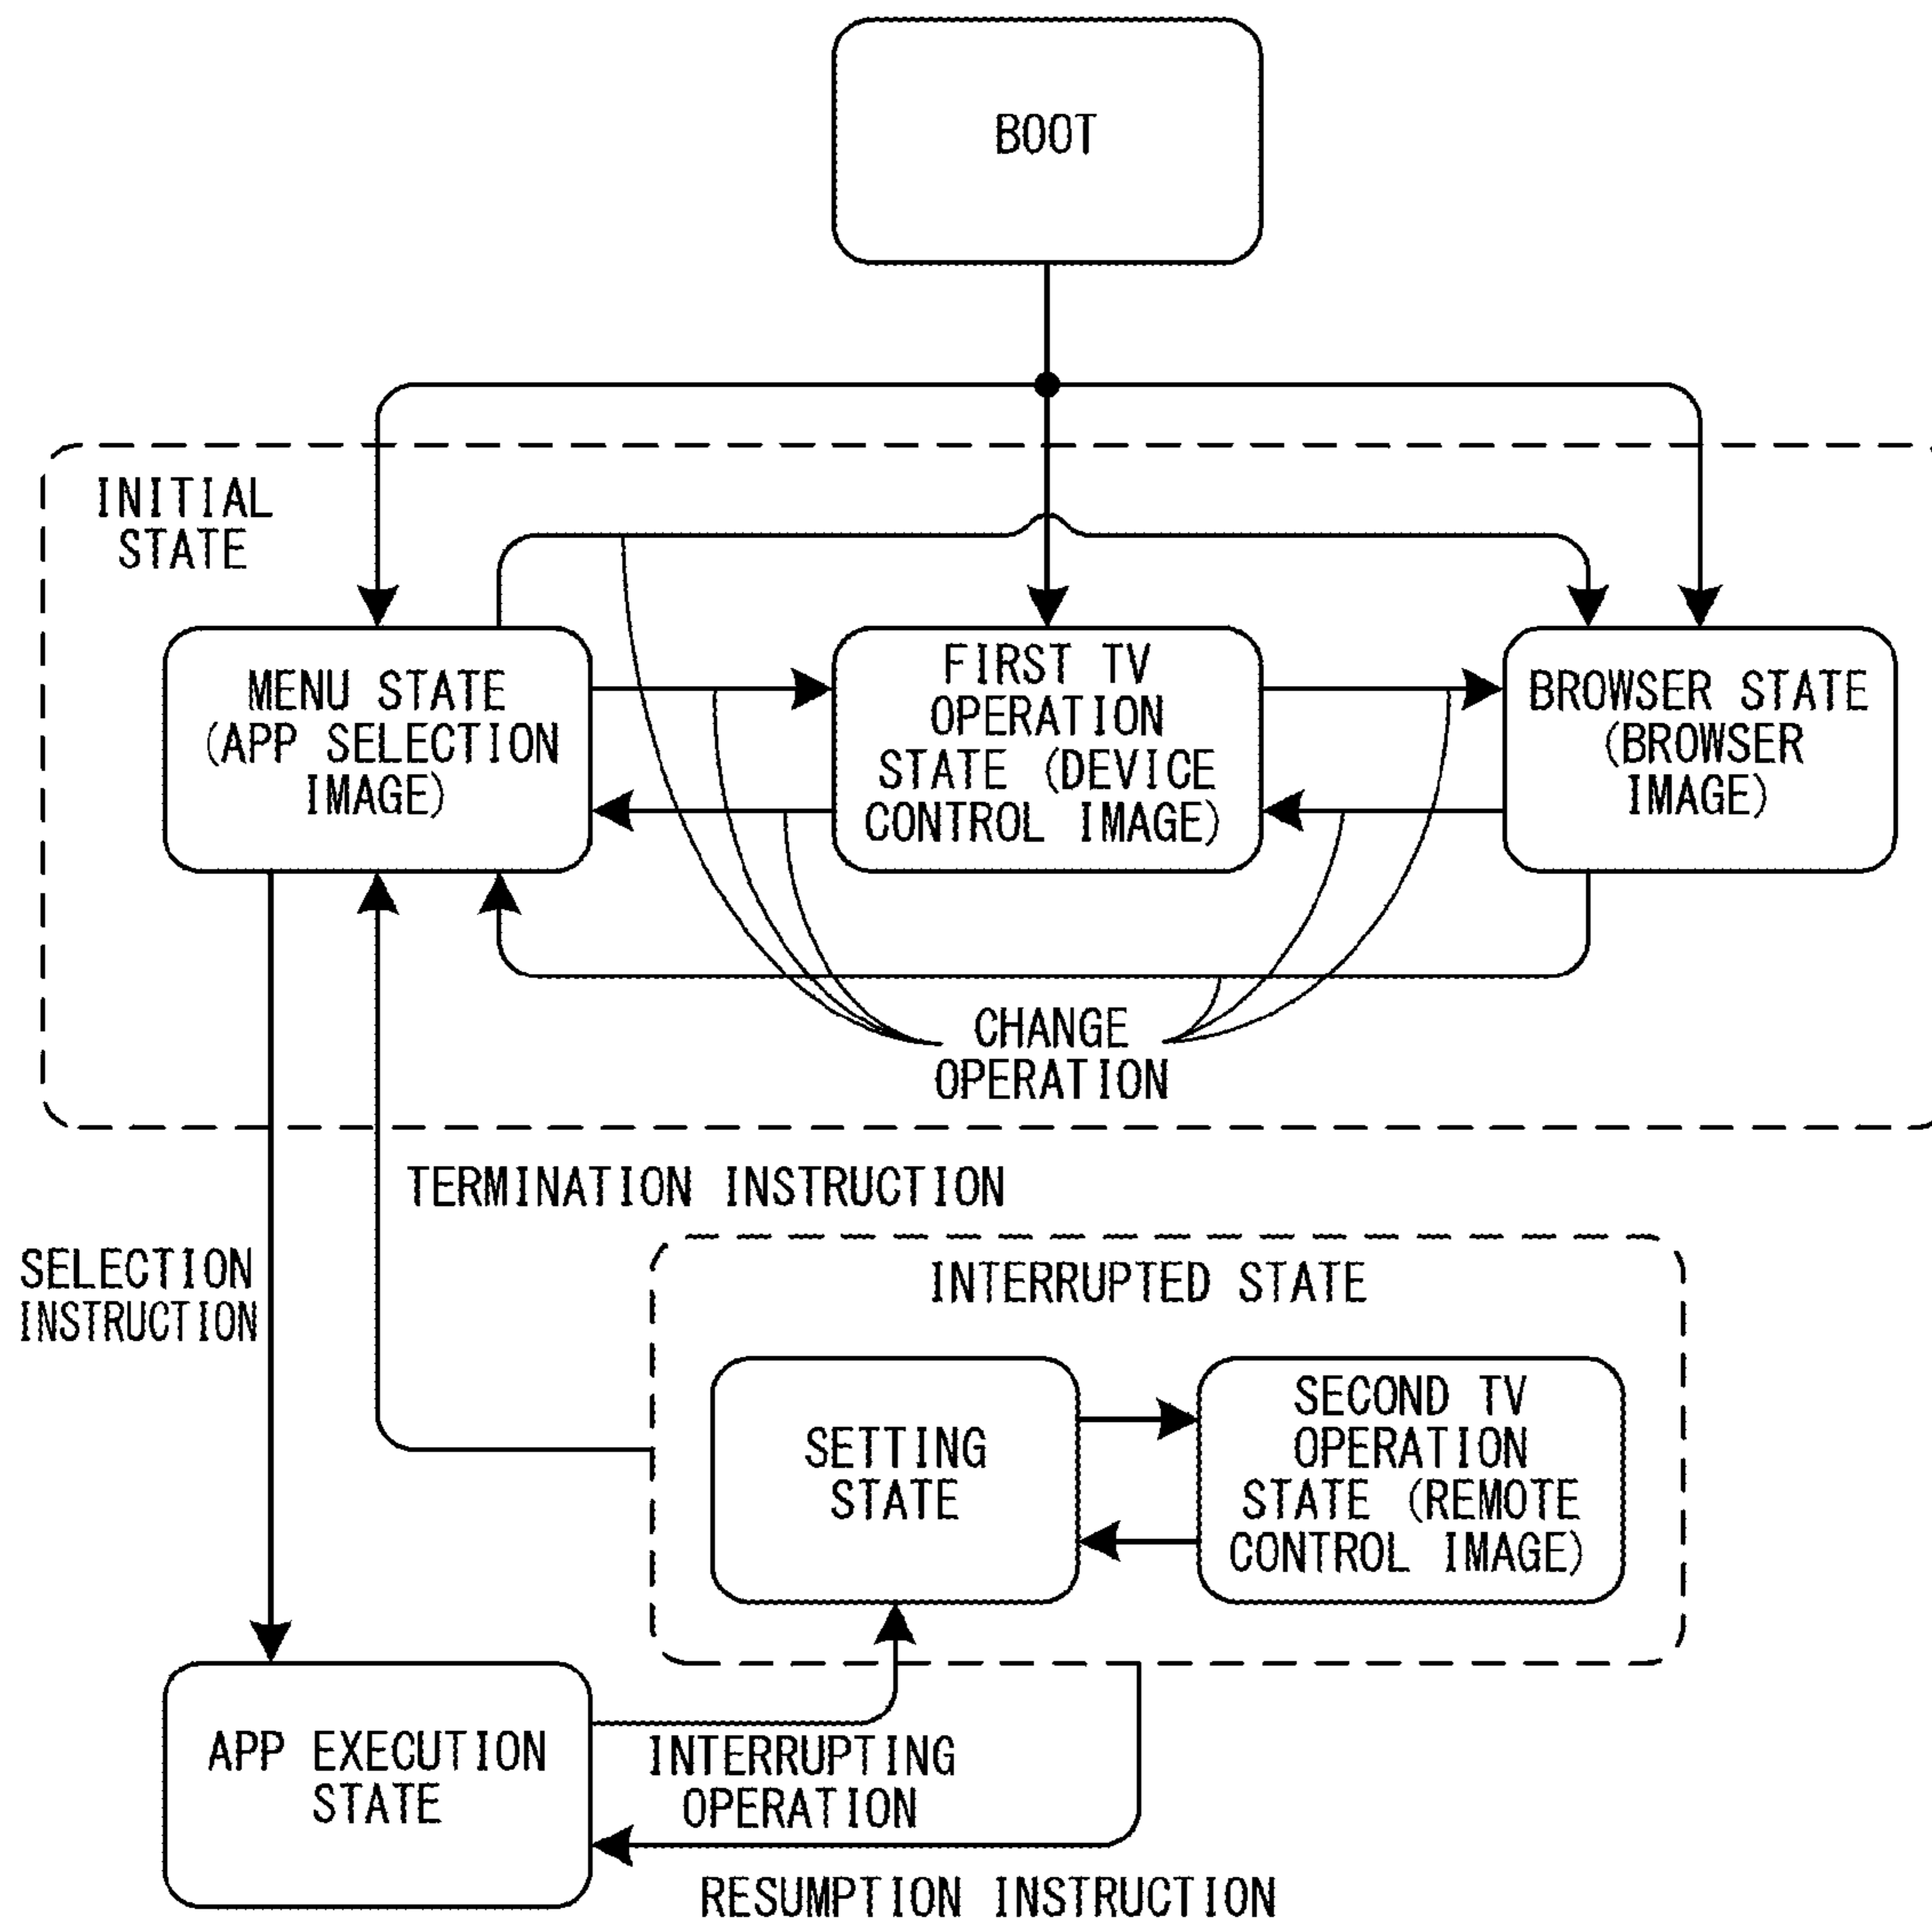 BOOT
INITIAL
STATE
MENU STATE
(APP SELECTION
IMAGE)
FIRST TV
OPERATION
STATE (DEVICE
CONTROL IMAGE)
BROWSER STATE
(BROWSER
IMAGE)
CHANGE
OPERATION
TERMINATION INSTRUCTION
SELECTION
INSTRUCTION
INTERRUPTED STATE
SETTING
STATE
SECOND TV
OPERATION
STATE (REMOTE
CONTROL IMAGE)
APP EXECUTION
STATE
INTERRUPTING
OPERATION
RESUMPTION INSTRUCTION